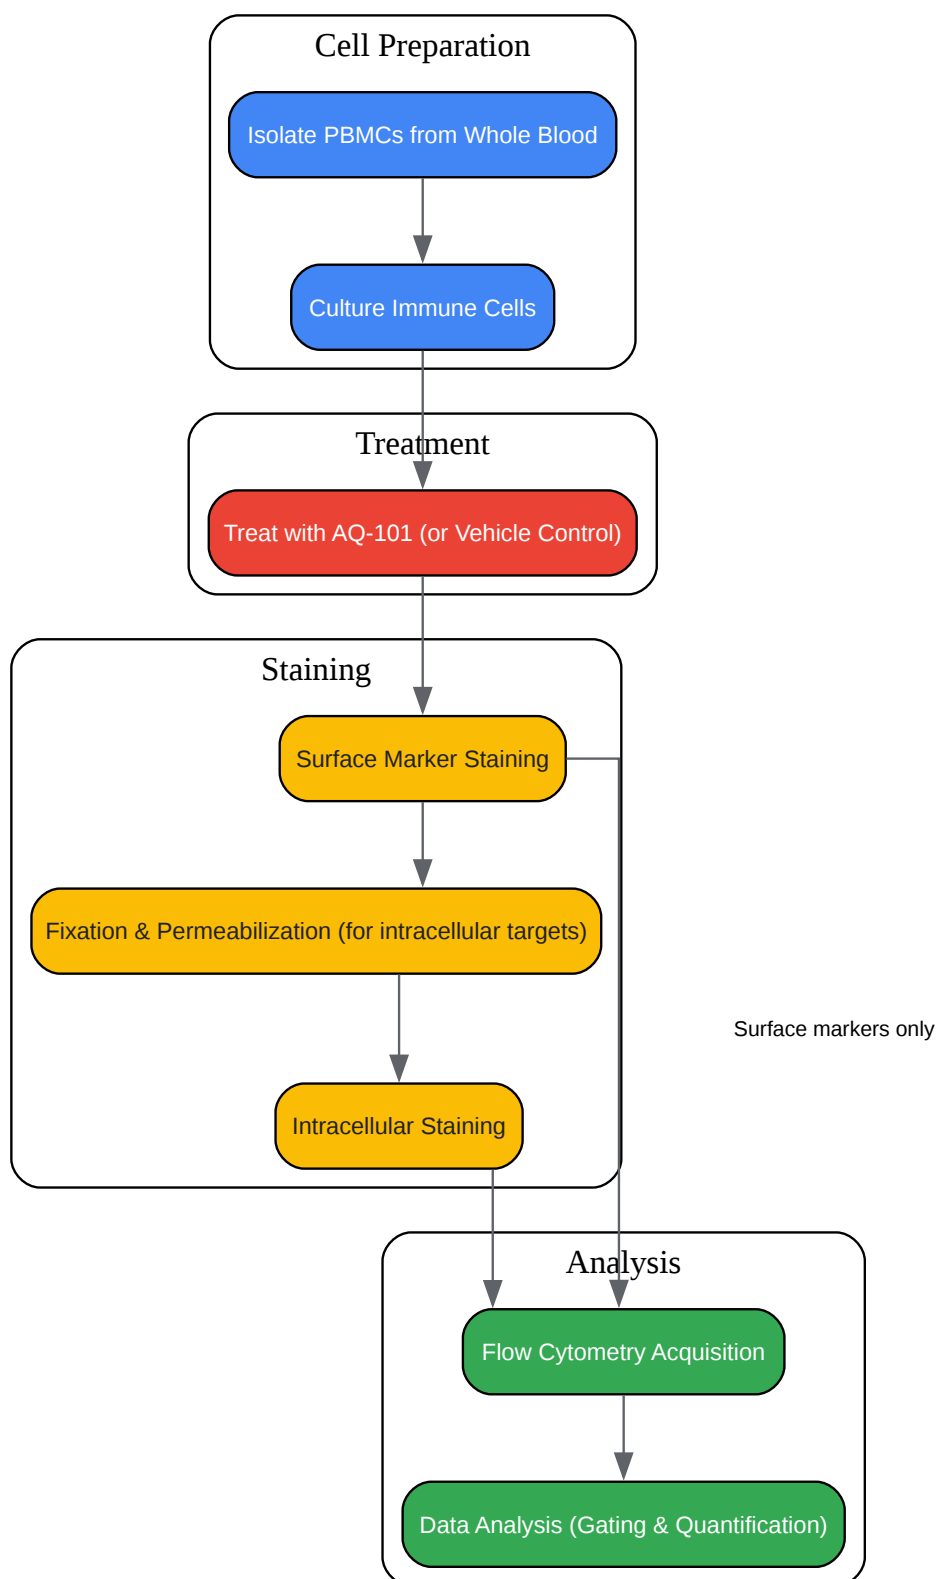 Cell Preparation
Isolate PBMCs from Whole Blood
Culture Immune Cells
Treatment
Treat with AQ-101 (or Vehicle Control)
Staining
Surface Marker Staining
Fixation & Permeabilization (for intracellular targets)
Surface markers only
Intracellular Staining
Analysis
Flow Cytometry Acquisition
Data Analysis (Gating & Quantification)